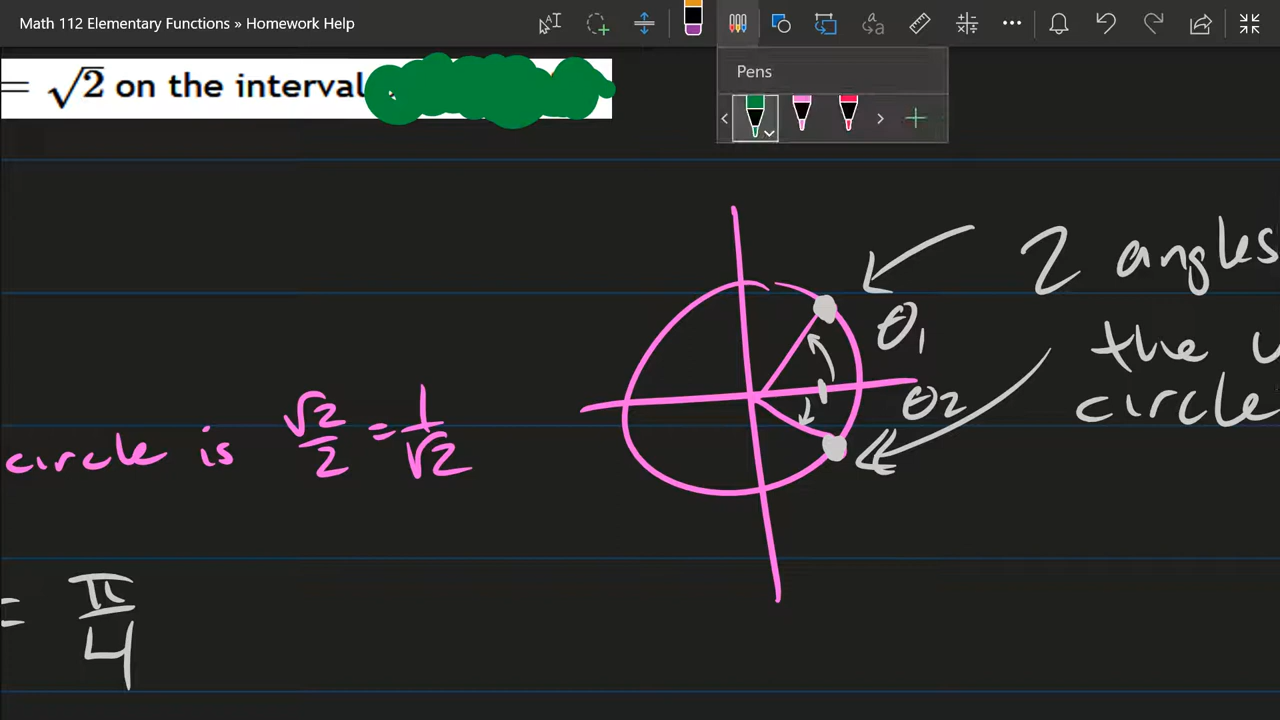 Math 112 Elementary Functions » Homework Help
= √2 on the interval
Pens
2 angles
θ₁
the
θ2
circle
circle is √2/2 = 1/√2
= π/4